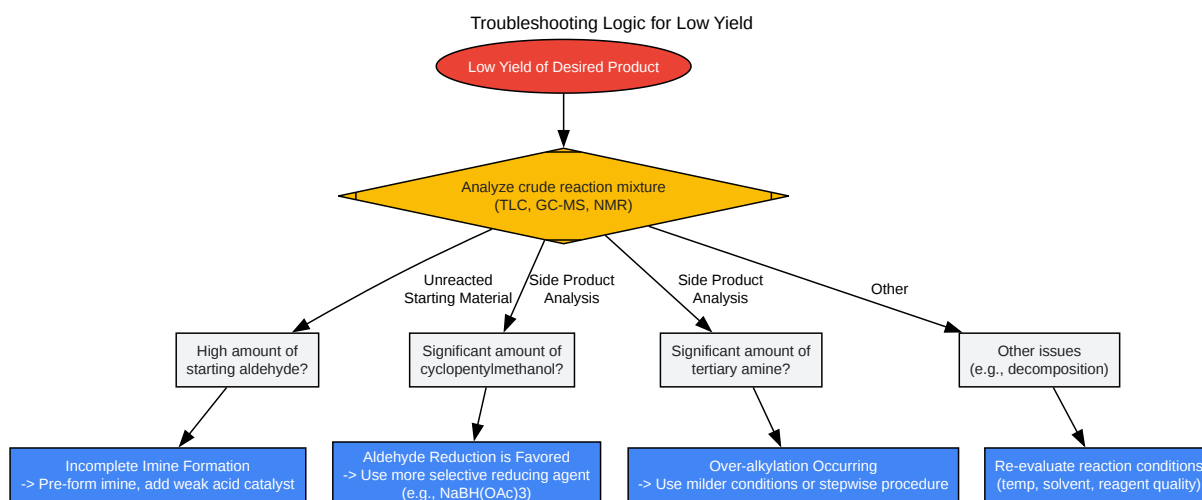 Troubleshooting Logic for Low Yield
Low Yield of Desired Product
Analyze crude reaction mixture
(TLC, GC-MS, NMR)
Unreacted
Starting Material
Side Product
Analysis
Side Product
Analysis
Other
High amount of
starting aldehyde?
Significant amount of
cyclopentylmethanol?
Significant amount of
tertiary amine?
Other issues
(e.g., decomposition)
Incomplete Imine Formation
-> Pre-form imine, add weak acid catalyst
Aldehyde Reduction is Favored
-> Use more selective reducing agent
(e.g., NaBH(OAc)3)
Over-alkylation Occurring
-> Use milder conditions or stepwise procedure
Re-evaluate reaction conditions
(temp, solvent, reagent quality)